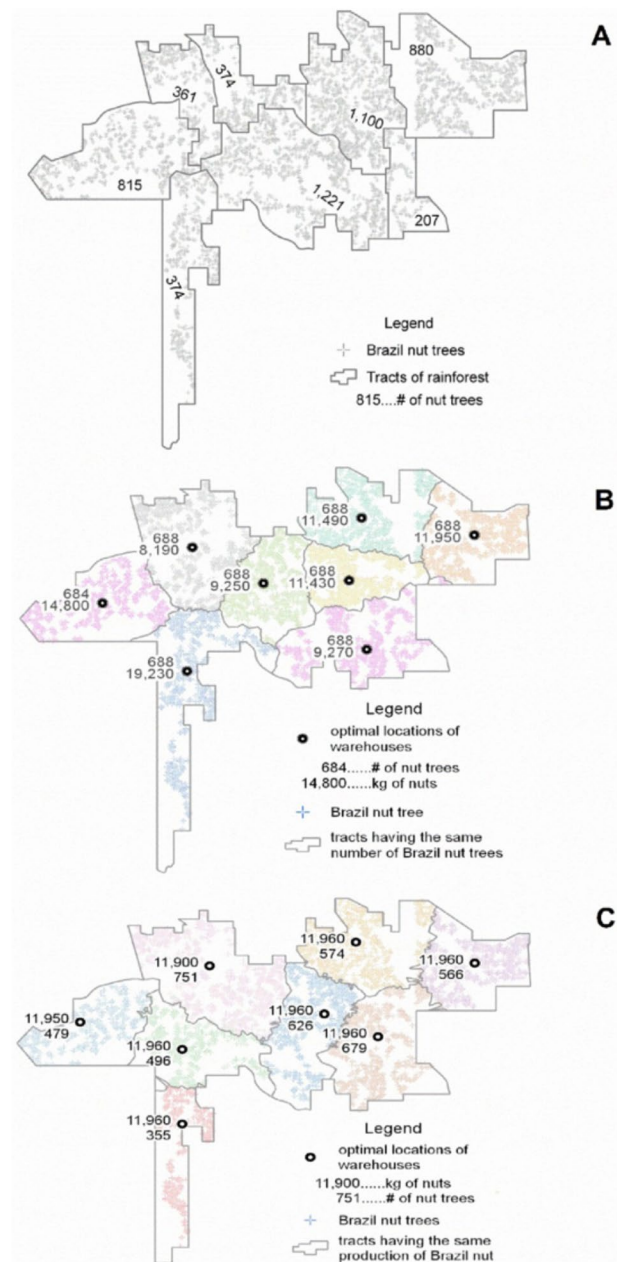 A
880
374
361
1,100
815
1,221
207
374
Legend
Brazil nut trees
Tracts of rainforest
815....# of nut trees
B
688
11,490
688
11,950
688
8,190
688
9,250
688
11,430
684
14,800
688
9,270
688
19,230
Legend
optimal locations of
warehouses
684......# of nut trees
14,800......kg of nuts
Brazil nut tree
tracts having the same
number of Brazil nut trees
C
11,960
574
11,900
751
11,960
566
11,950
479
11,960
626
11,960
679
11,960
496
11,960
355
Legend
optimal locations of
warehouses
11,900......kg of nuts
751......# of nut trees
Brazil nut trees
tracts having the same
production of Brazil nut